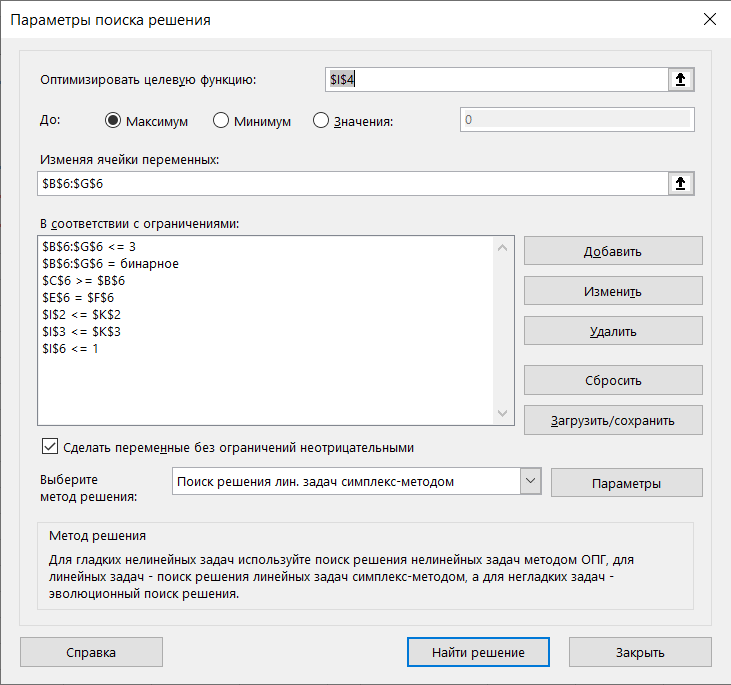 Параметры поиска решения
Оптимизировать целевую функцию:
$I$4
До:
Максимум
Минимум
Значения:
0
Изменяя ячейки переменных:
$B$6:$G$6
В соответствии с ограничениями:
$B$6:$G$6 <= 3
$B$6:$G$6 = бинарное
$C$6 >= $B$6
$E$6 = $F$6
$I$2 <= $K$2
$I$3 <= $K$3
$I$6 <= 1
Добавить
Изменить
Удалить
Сбросить
Загрузить/сохранить
Сделать переменные без ограничений неотрицательными
Выберите
метод решения:
Поиск решения лин. задач симплекс-методом
Параметры
Метод решения
Для гладких нелинейных задач используйте поиск решения нелинейных задач методом ОПГ, для
линейных задач - поиск решения линейных задач симплекс-методом, а для негладких задач -
эволюционный поиск решения.
Справка
Найти решение
Закрыть